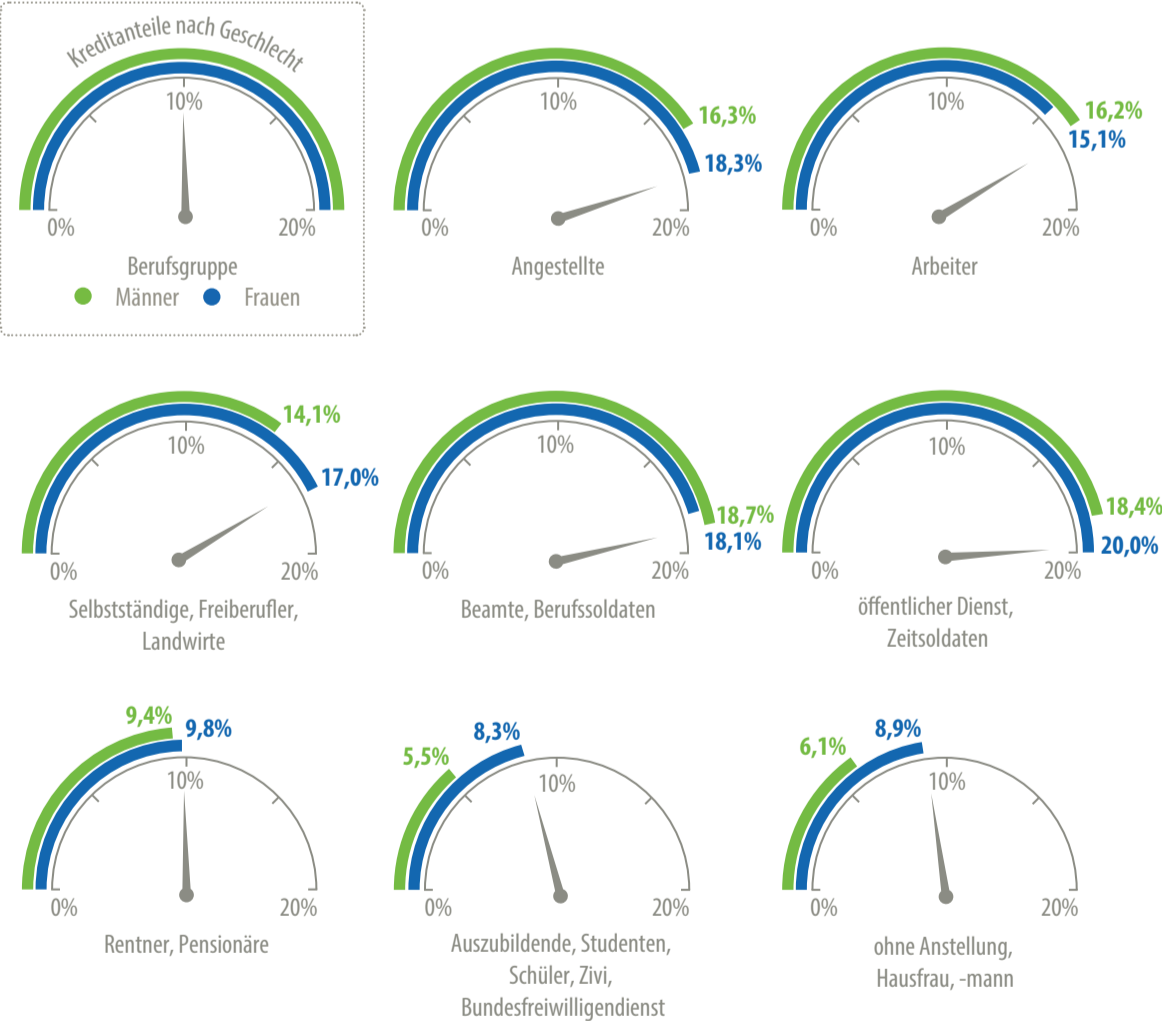 Kreditanteile nach Geschlecht
10%
0%
20%
Berufsgruppe
Männer
Frauen
10%
16,3%
18,3%
0%
20%
Angestellte
10%
16,2%
15,1%
0%
20%
Arbeiter
14,1%
10%
17,0%
0%
20%
Selbstständige, Freiberufler,
Landwirte
10%
18,7%
18,1%
0%
20%
Beamte, Berufssoldaten
10%
18,4%
20,0%
0%
20%
öffentlicher Dienst,
Zeitsoldaten
9,4%
9,8%
10%
0%
20%
Rentner, Pensionäre
8,3%
5,5%
10%
0%
20%
Auszubildende, Studenten,
Schüler, Zivi,
Bundesfreiwilligendienst
8,9%
6,1%
10%
0%
20%
ohne Anstellung,
Hausfrau, -mann